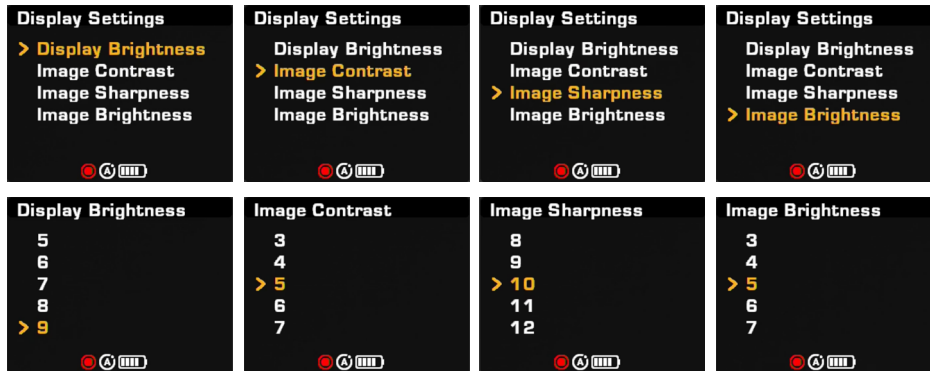 Display Settings
> Display Brightness
Image Contrast
Image Sharpness
Image Brightness
A
Display Settings
Display Brightness
> Image Contrast
Image Sharpness
Image Brightness
A
Display Settings
Display Brightness
Image Contrast
> Image Sharpness
Image Brightness
A
Display Settings
Display Brightness
Image Contrast
Image Sharpness
> Image Brightness
A
Display Brightness
5
6
7
8
> 9
A
Image Contrast
3
4
> 5
6
7
A
Image Sharpness
8
9
> 10
11
12
A
Image Brightness
3
4
> 5
6
7
A